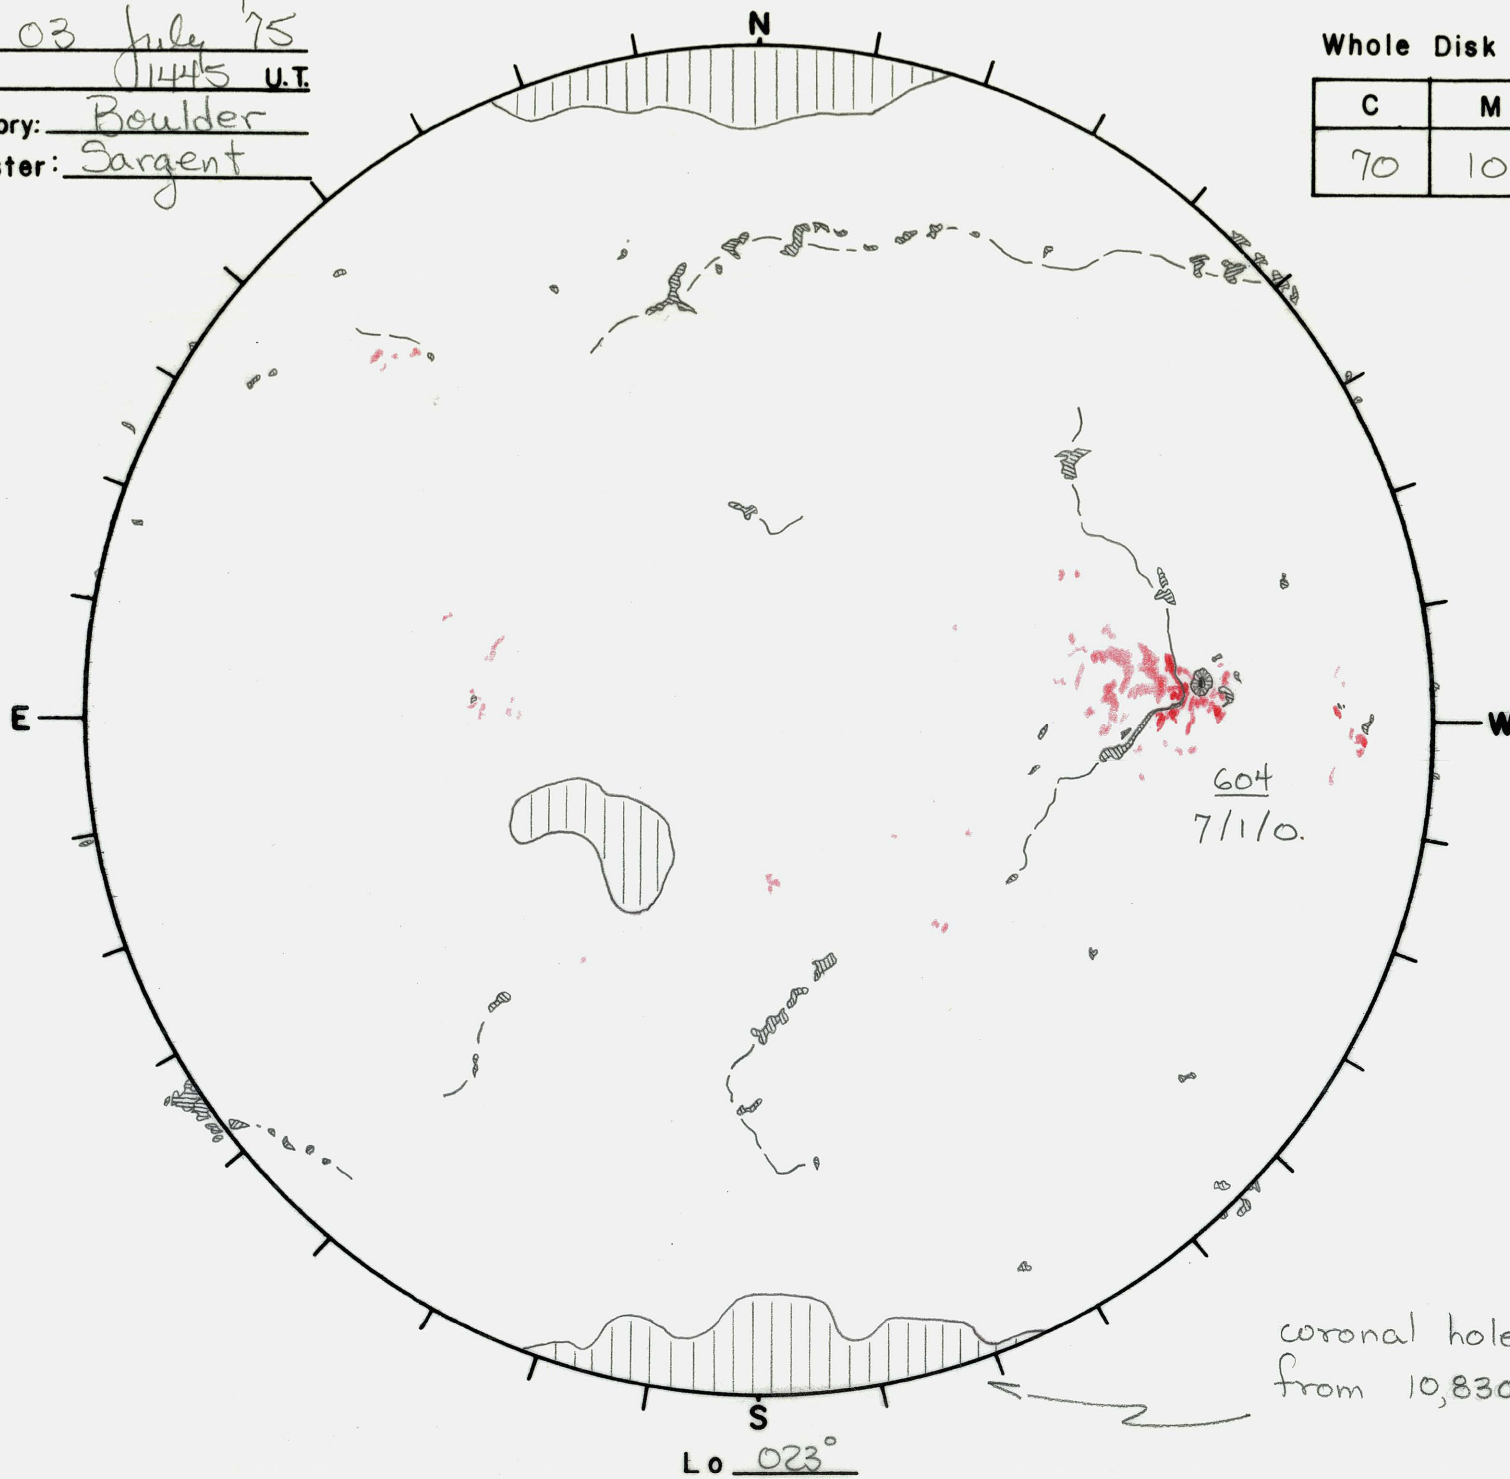 03 July '75
1445 U.T.
ory: Boulder
ster: Sargent
N
Whole Disk
C M
70 10
E
W
604
7/1/0.
coronal hole
from 10,830
S
Lo 023°